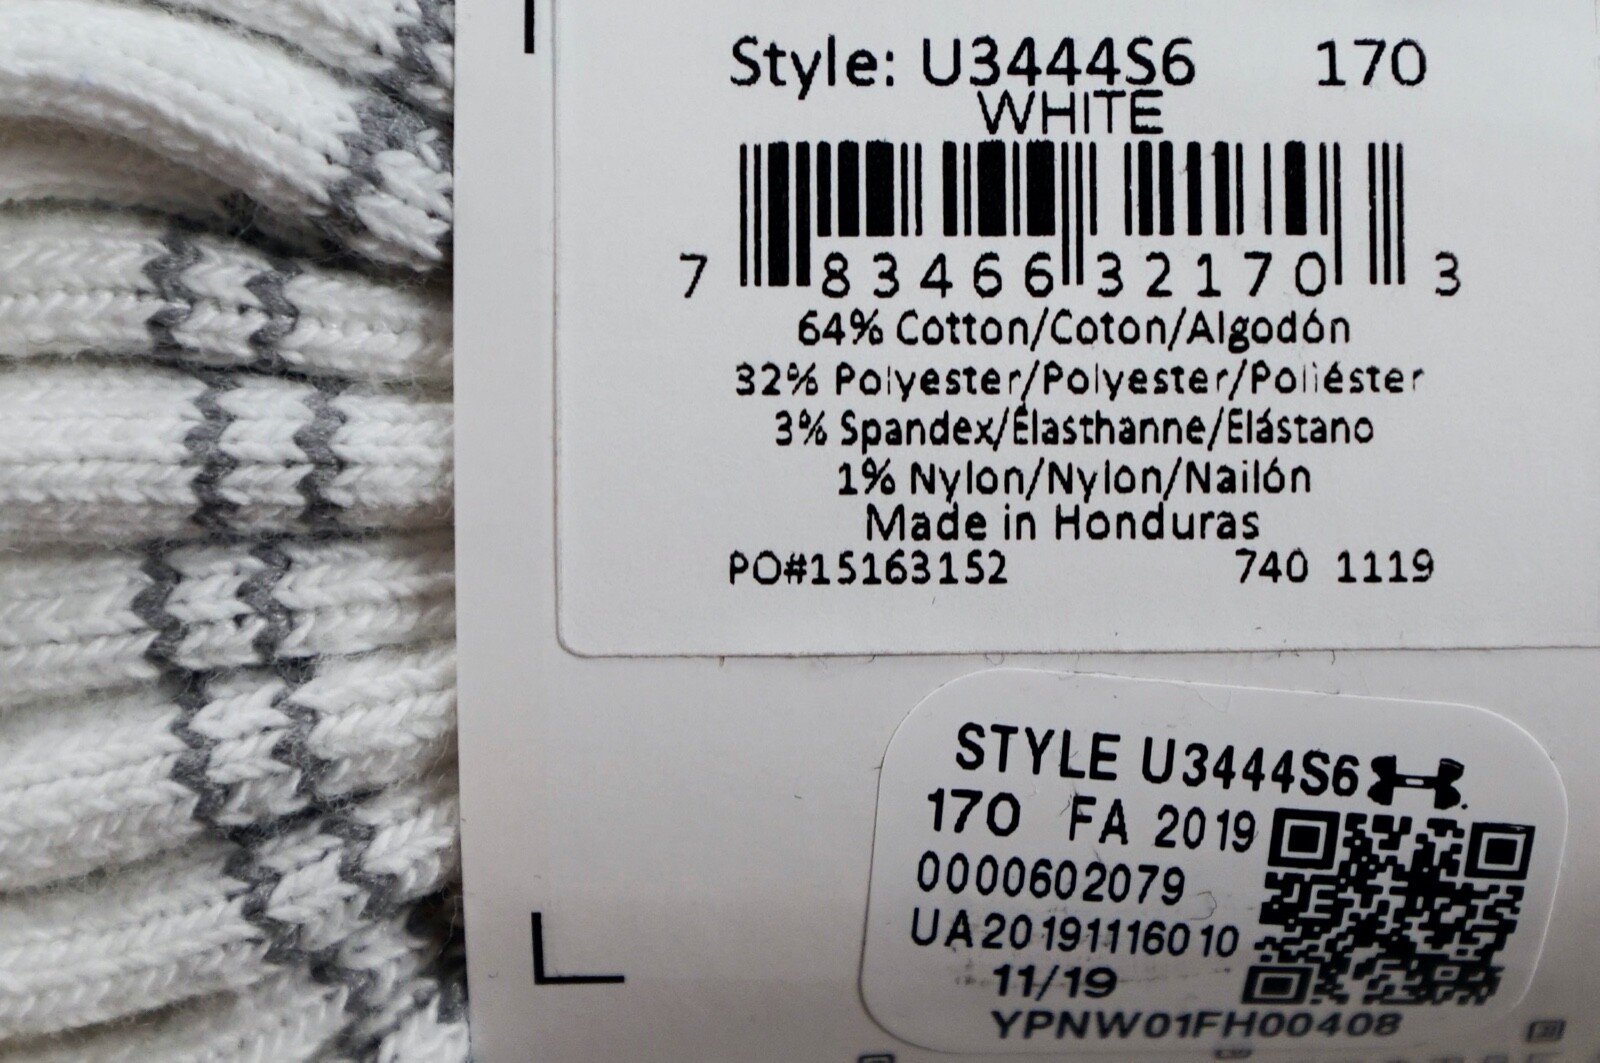 Style: U3444S6 170
WHITE
7 83466 32170 3
64% Cotton/Coton/Algodón
32% Polyester/Polyester/Poliéster
3% Spandex/Élasthanne/Elástano
1% Nylon/Nylon/Nailón
Made in Honduras
PO#15163152 740 1119
STYLE U3444S6
170 FA 2019
0000602079
UA20191116010
11/19
YPNW01FH00408